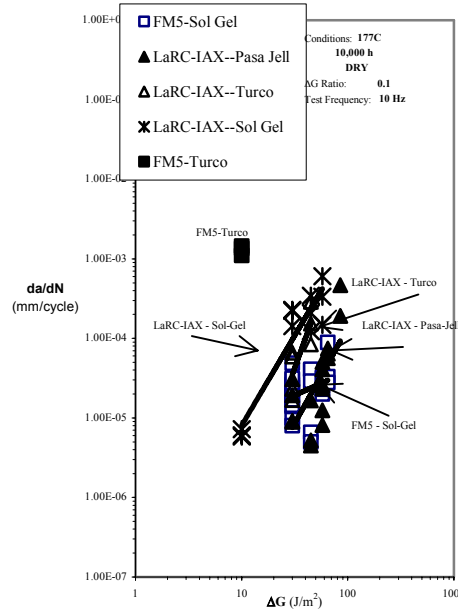 FM5-Sol Gel
LaRC-IAX--Pasa Jell
LaRC-IAX--Turco
LaRC-IAX--Sol Gel
FM5-Turco
Conditions: 177C
10,000 h
DRY
ΔG Ratio: 0.1
Test Frequency: 10 Hz
1.00E+0
1.00E-0
1.00E-0
1.00E-03
1.00E-04
1.00E-05
1.00E-06
1.00E-07
da/dN
(mm/cycle)
FM5-Turco
LaRC-IAX - Turco
LaRC-IAX - Sol-Gel
LaRC-IAX - Pasa-Jell
FM5 - Sol-Gel
1
10
100
100
ΔG (J/m²)